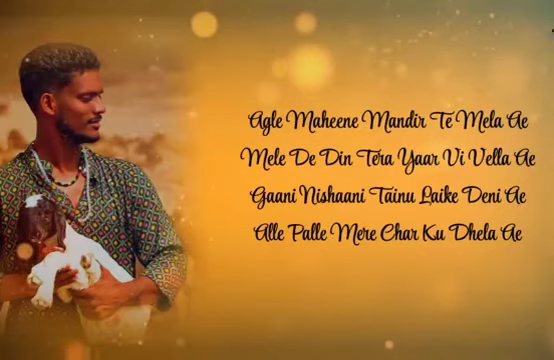 Agle Maheene Mandir Te Mela Ae
Mele De Din Tera Yaar Vi Vella Ae
Gaani Nishaani Tainu Laike Deni Ae
Alle Palle Mere Char Ku Dhela Ae